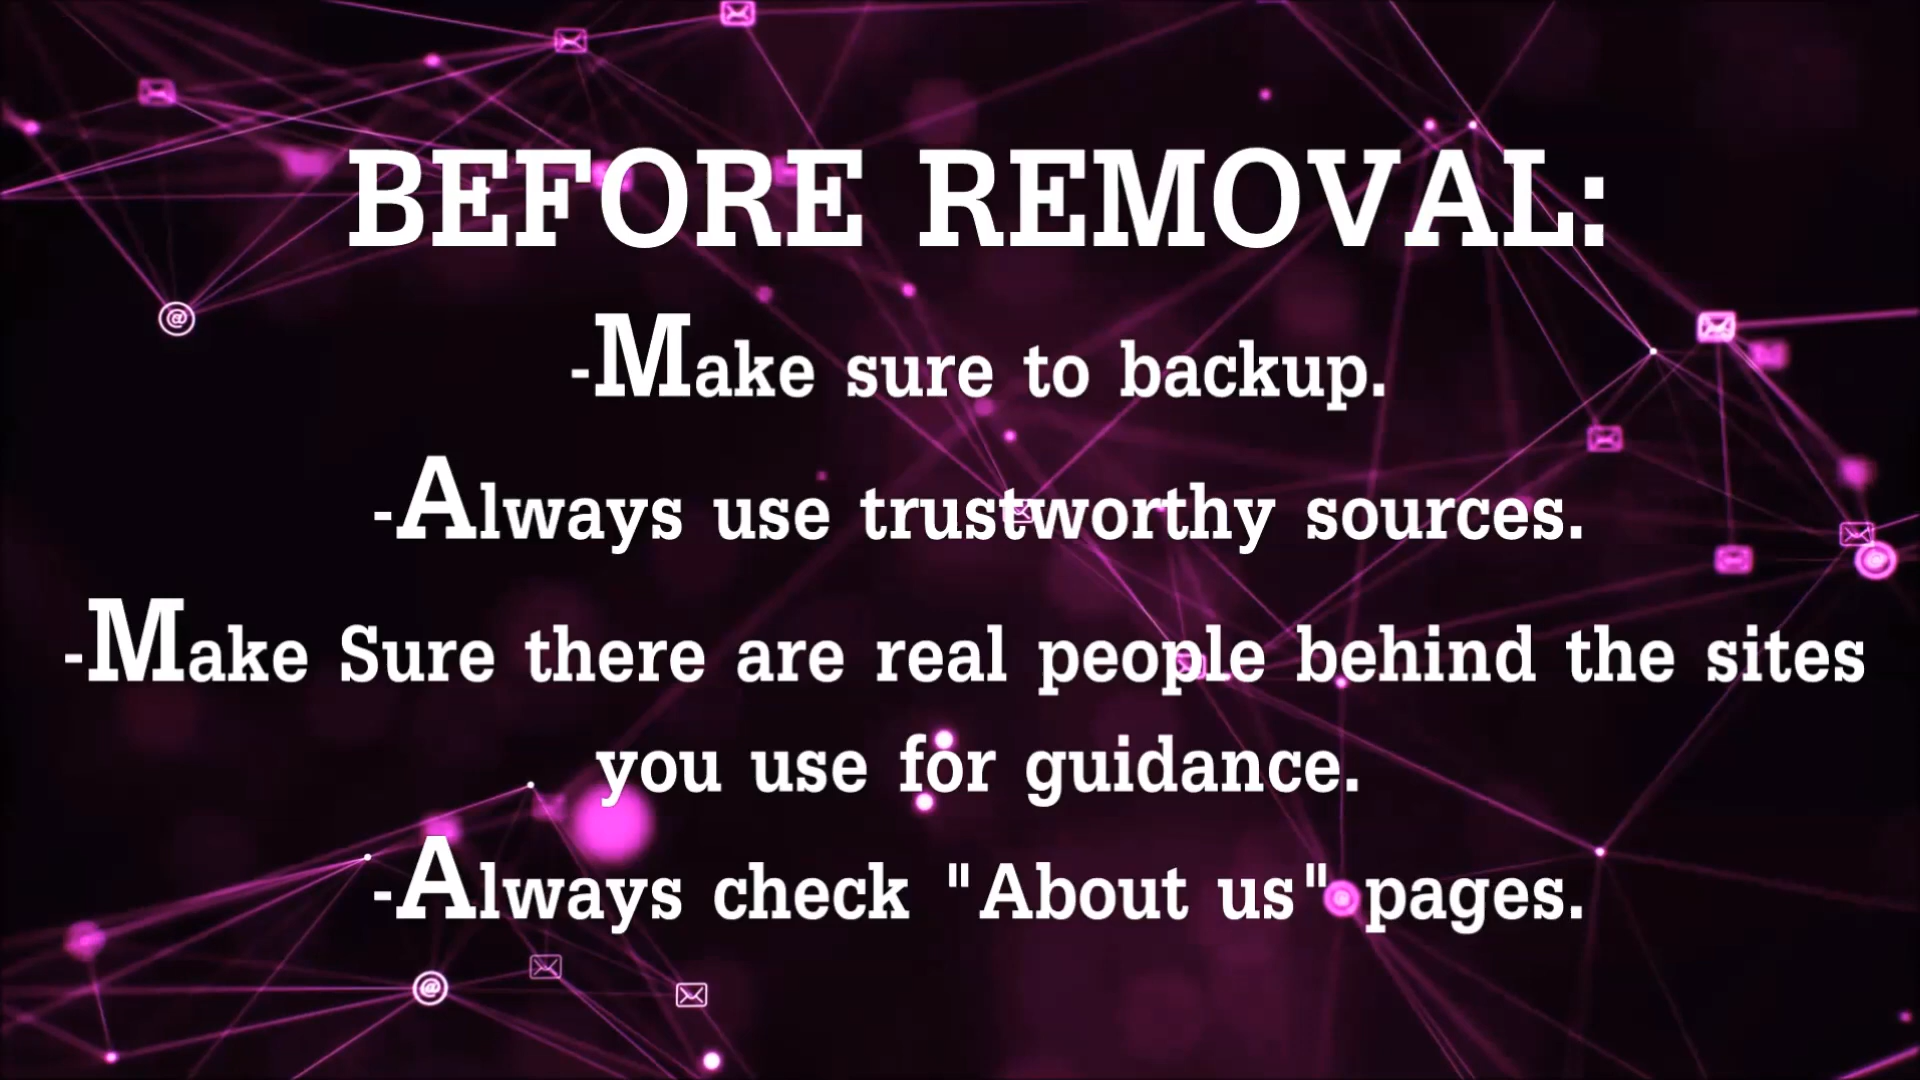 BEFORE REMOVAL:
-Make sure to backup.
-Always use trustworthy sources.
-Make Sure there are real people behind the sites
you use for guidance.
-Always check "About us" pages.